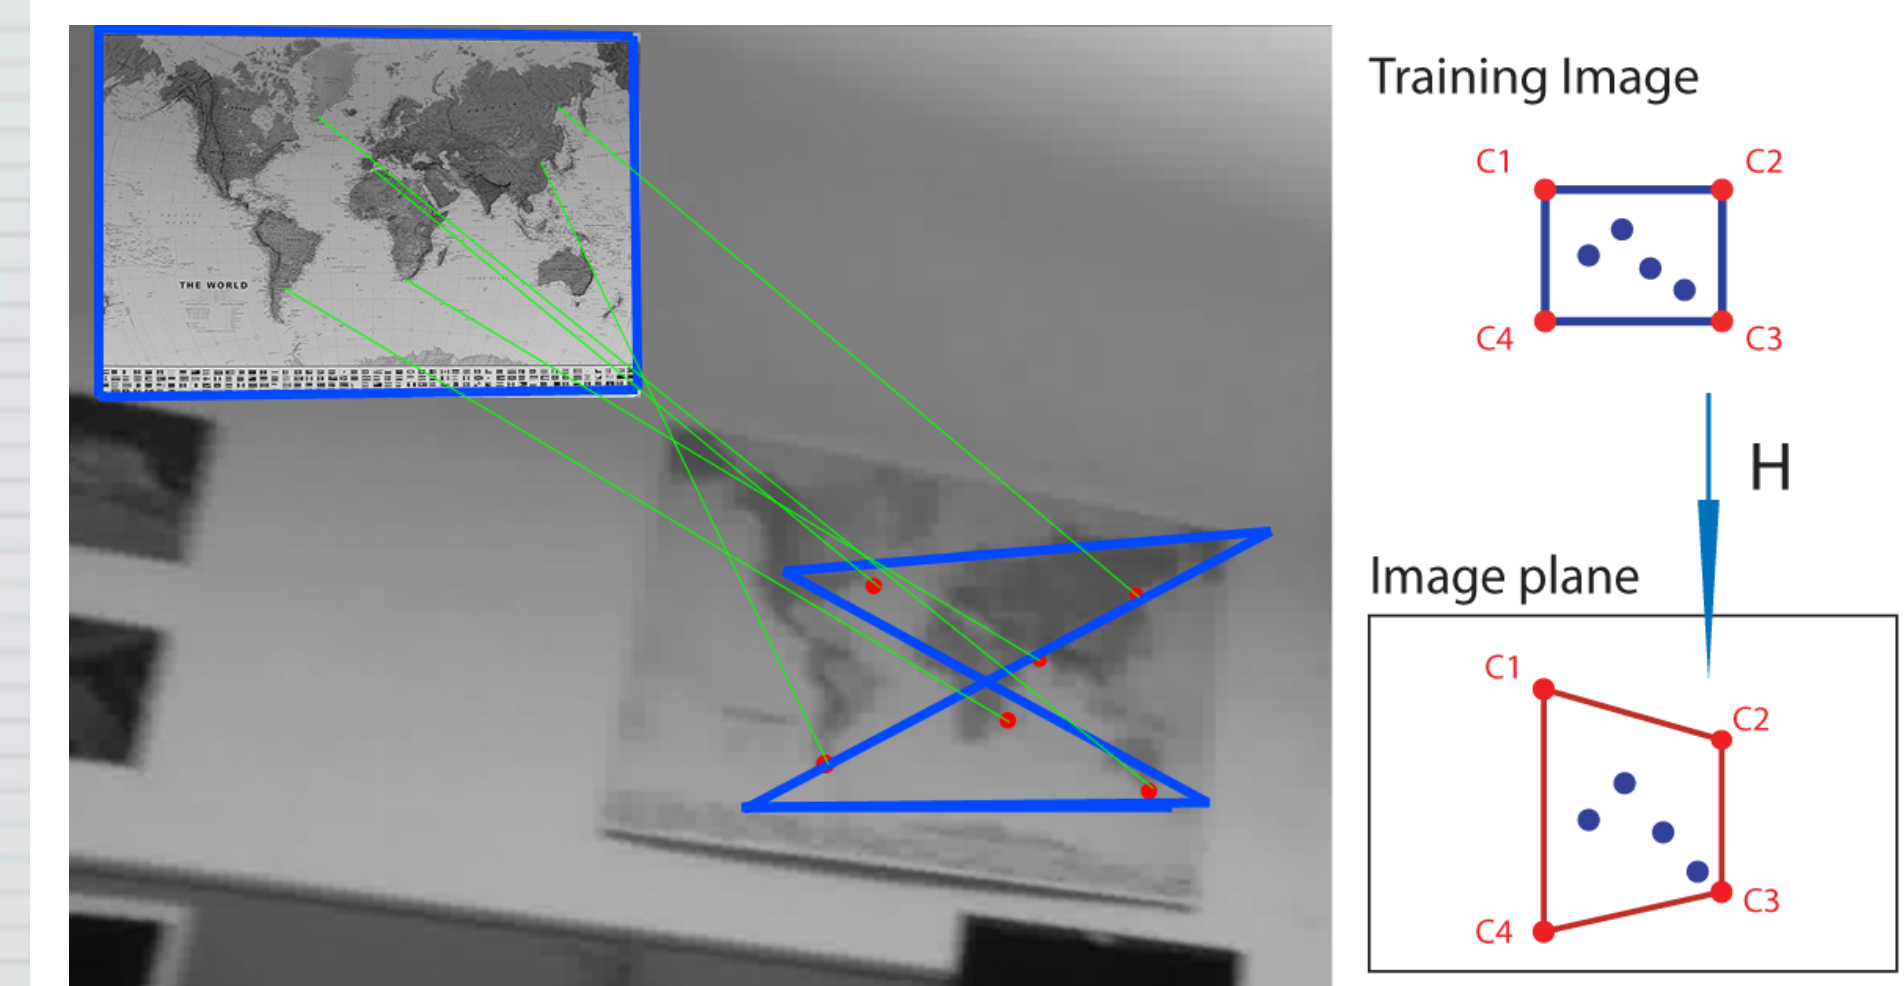 THE WORLD
Training Image
C1
C2
C4
C3
H
Image plane
C1
C2
C3
C4